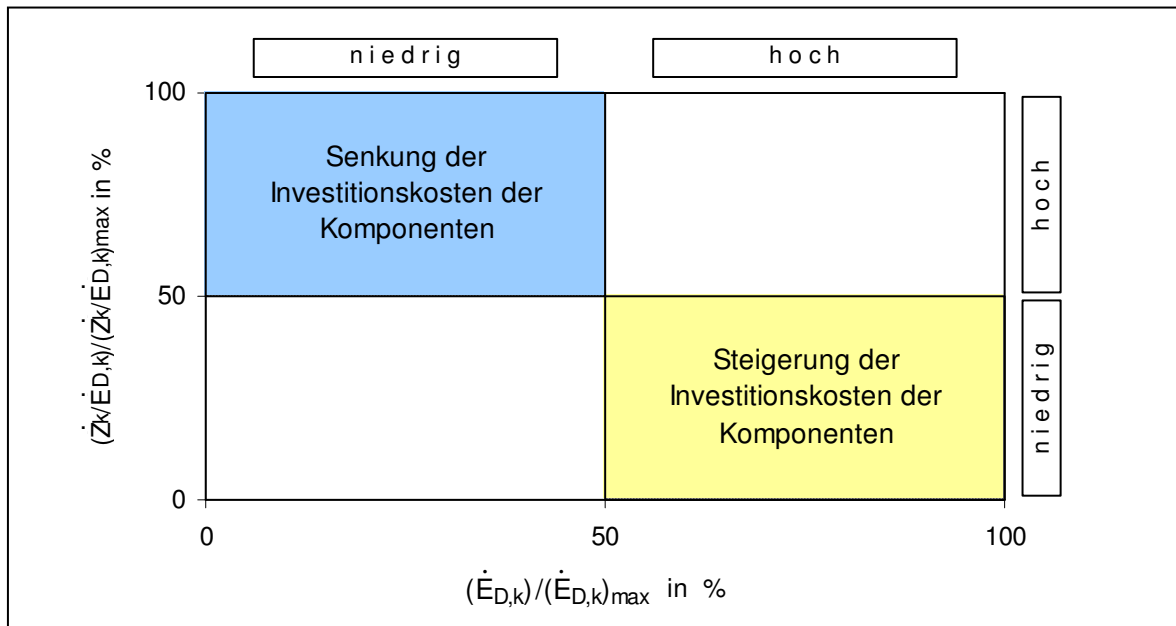 n i e d r i g
h o c h
100
50
0
(Żk/ĖD,k)/(Żk/ĖD,k)max in %
Senkung der
Investitionskosten der
Komponenten
Steigerung der
Investitionskosten der
Komponenten
h o c h
n i e d r i g
0
50
100
(ĖD,k)/(ĖD,k)max in %